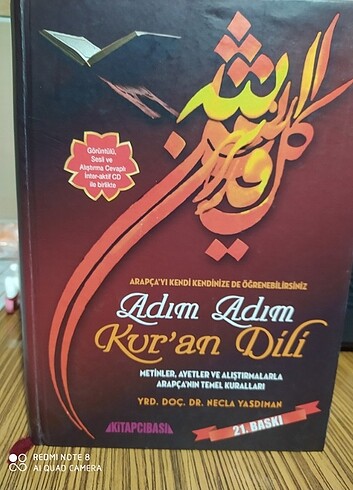 Görüntülü,
Sesli ve
Alıştırma Cevaplı
İnter-aktif CD
ile birlikte
ARAPÇA'YI KENDİ KENDİNİZE DE ÖĞRENEBİLİRSİNİZ
Adım Adım
Kur'an Dili
METİNLER, AYETLER VE ALIŞTIRMALARLA
ARAPÇA'NIN TEMEL KURALLARI
YRD. DOÇ. DR. NECLA YASDIMAN
21. BASKI
KİTAPCIBASI
REDMI NOTE 8
AI QUAD CAMERA